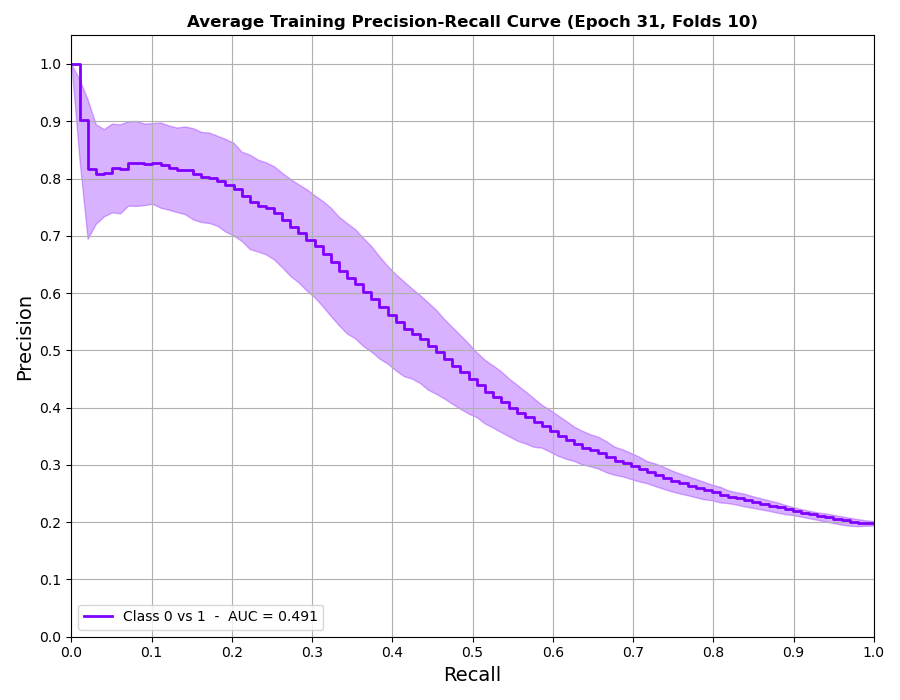 Average Training Precision-Recall Curve (Epoch 31, Folds 10)
Precision
1.0
0.9
0.8
0.7
0.6
0.5
0.4
0.3
0.2
0.1
0.0
Class 0 vs 1 - AUC = 0.491
0.0 0.1 0.2 0.3 0.4 0.5 0.6 0.7 0.8 0.9 1.0
Recall